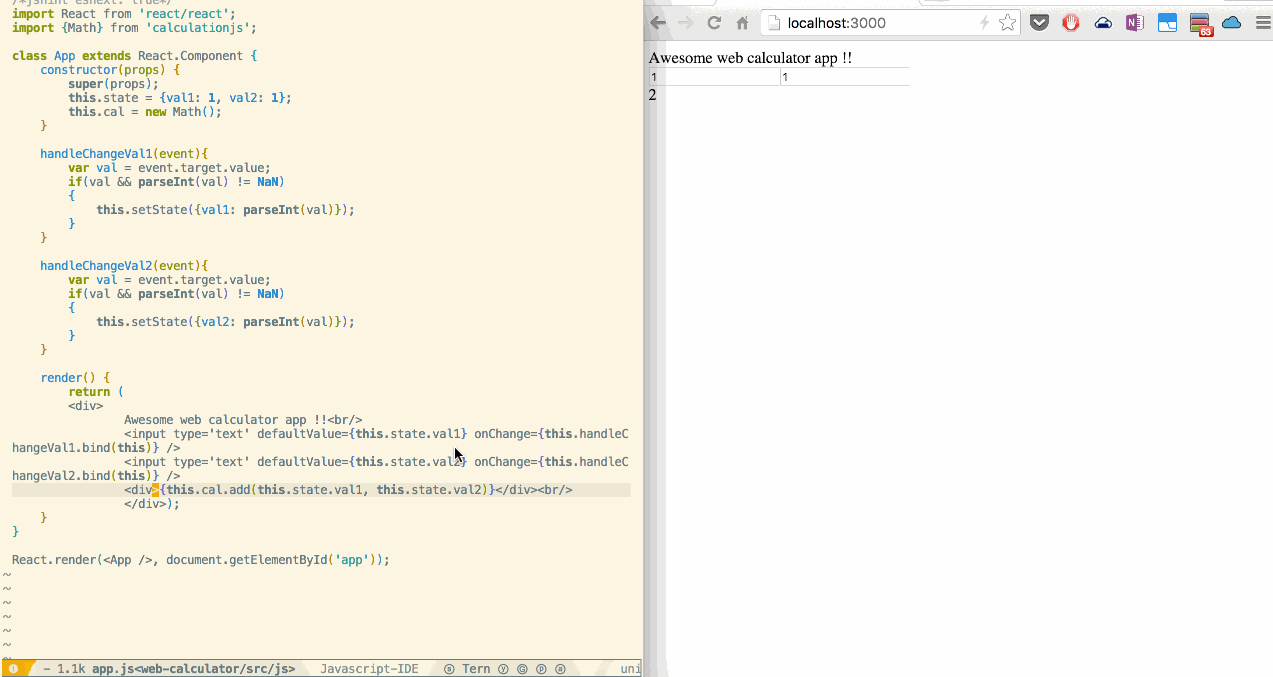 /*jshint esnext: true*/
import React from 'react/react';
import {Math} from 'calculationjs';
class App extends React.Component {
constructor(props) {
super(props);
this.state = {val1: 1, val2: 1};
this.cal = new Math();
}
handleChangeVal1(event){
var val = event.target.value;
if(val && parseInt(val) != NaN)
{
this.setState({val1: parseInt(val)});
}
}
handleChangeVal2(event){
var val = event.target.value;
if(val && parseInt(val) != NaN)
{
this.setState({val2: parseInt(val)});
}
}
render() {
return (
<div>
Awesome web calculator app !!<br/>
<input type='text' defaultValue={this.state.val1} onChange={this.handleC
hangeVal1.bind(this)} />
<input type='text' defaultValue={this.state.val2} onChange={this.handleC
hangeVal2.bind(this)} />
<div>{this.cal.add(this.state.val1, this.state.val2)}</div><br/>
</div>);
}
}
React.render(<App />, document.getElementById('app'));
~
~
~
~
~
~
~
- 1.1k app.js<web-calculator/src/js> Javascript-IDE ⓢ Tern ⓨ Ⓖ ⓟ ⓐ uni
localhost:3000
63
Awesome web calculator app !!
1 1
2